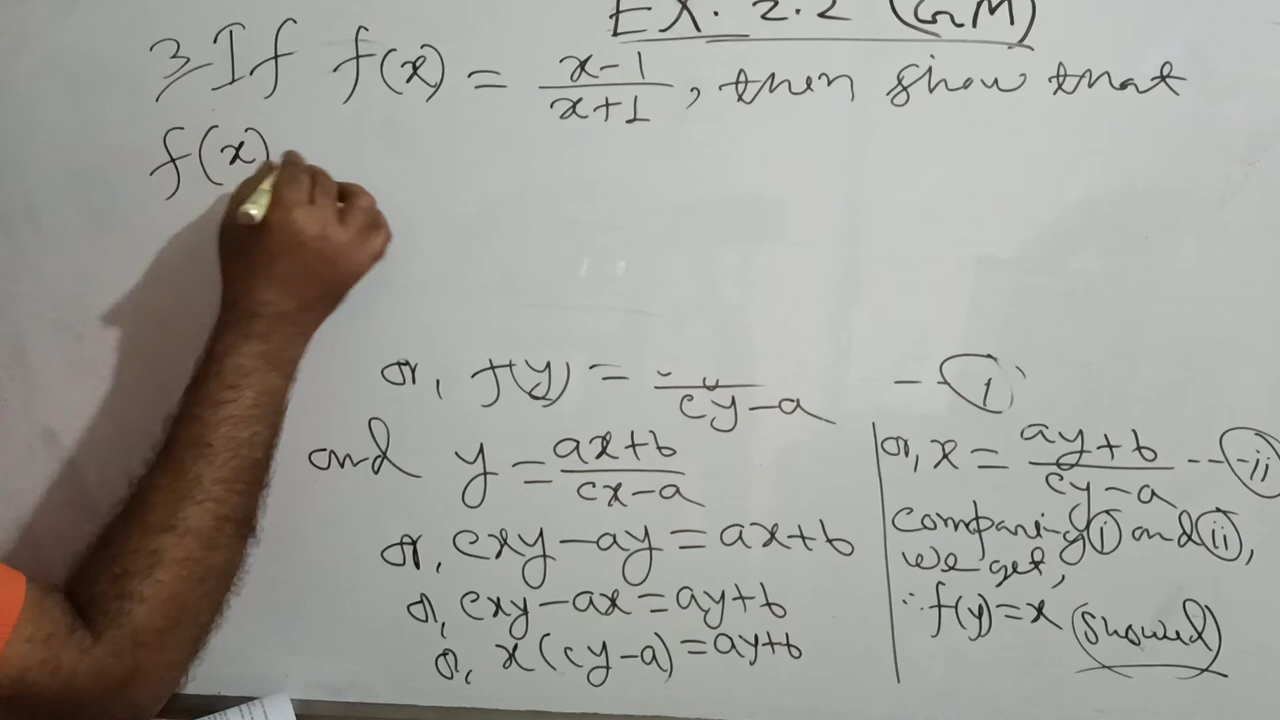 EX. 2.2 (GM)
3 If f(x) = x-1/x+1, then show that
f(x)
or, f(y) = /cy-a --(i)
and y = ax+b/cx-a
or, cxy-ay = ax+b
or, cxy-ax = ay+b
or, x(cy-a) = ay+b
or, x = ay+b/cy-a ---(ii)
comparing (i) and (ii),
we get,
∴ f(y) = x (showed)